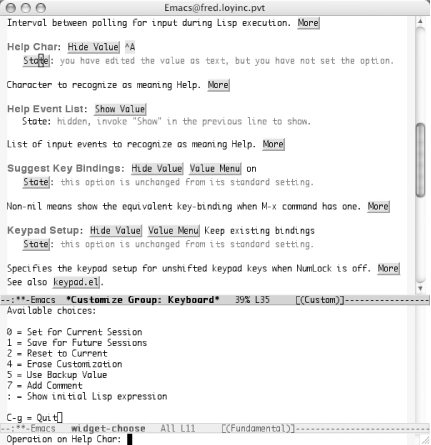 Emacs@fred.loyinc.pvt
Interval between polling for input during Lisp execution. More
Help Char: Hide Value ^A
State: you have edited the value as text, but you have not set the option.
Character to recognize as meaning Help. More
Help Event List: Show Value
State: hidden, invoke "Show" in the previous line to show.
List of input events to recognize as meaning Help. More
Suggest Key Bindings: Hide Value Value Menu on
State: this option is unchanged from its standard setting.
Non-nil means show the equivalent key-binding when M-x command has one. More
Keypad Setup: Hide Value Value Menu Keep existing bindings
State: this option is unchanged from its standard setting.
Specifies the keypad setup for unshifted keypad keys when NumLock is off. More
See also keypad.el.
--:**-Emacs *Customize Group: Keyboard* 39% L35 [(Custom)]---------------------
Available choices:
0 = Set for Current Session
1 = Save for Future Sessions
2 = Reset to Current
4 = Erase Customization
5 = Use Backup Value
7 = Add Comment
: = Show initial Lisp expression
C-g = Quit
--:**-Emacs widget-choose All L11 [(Fundamental)]---------------------
Operation on Help Char: